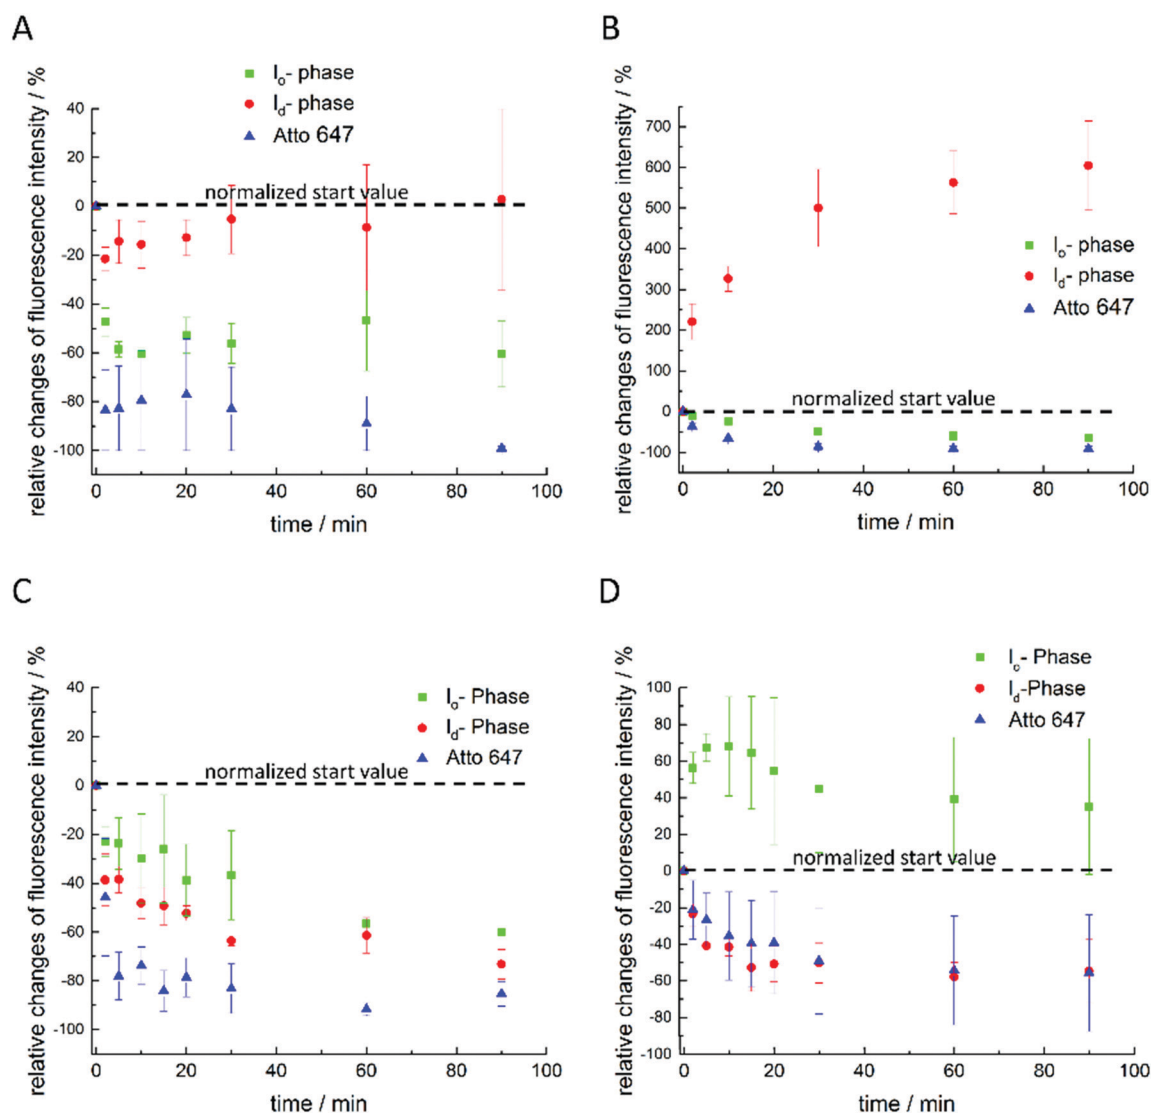 A
relative changes of fluorescence intensity / %
lo- phase
ld- phase
Atto 647
normalized start value
40
20
0
-20
-40
-60
-80
-100
0
20
40
60
80
100
time / min
B
relative changes of fluorescence intensity / %
700
600
500
400
300
200
100
0
-100
lo- phase
ld- phase
Atto 647
normalized start value
0
20
40
60
80
100
time / min
C
relative changes of fluorescence intensity / %
40
20
0
-20
-40
-60
-80
-100
lo- Phase
ld- Phase
Atto 647
normalized start value
0
20
40
60
80
100
time / min
D
relative changes of fluorescence intensity / %
lo- Phase
ld-Phase
Atto 647
100
80
60
40
20
0
-20
-40
-60
-80
-100
normalized start value
0
20
40
60
80
100
time / min